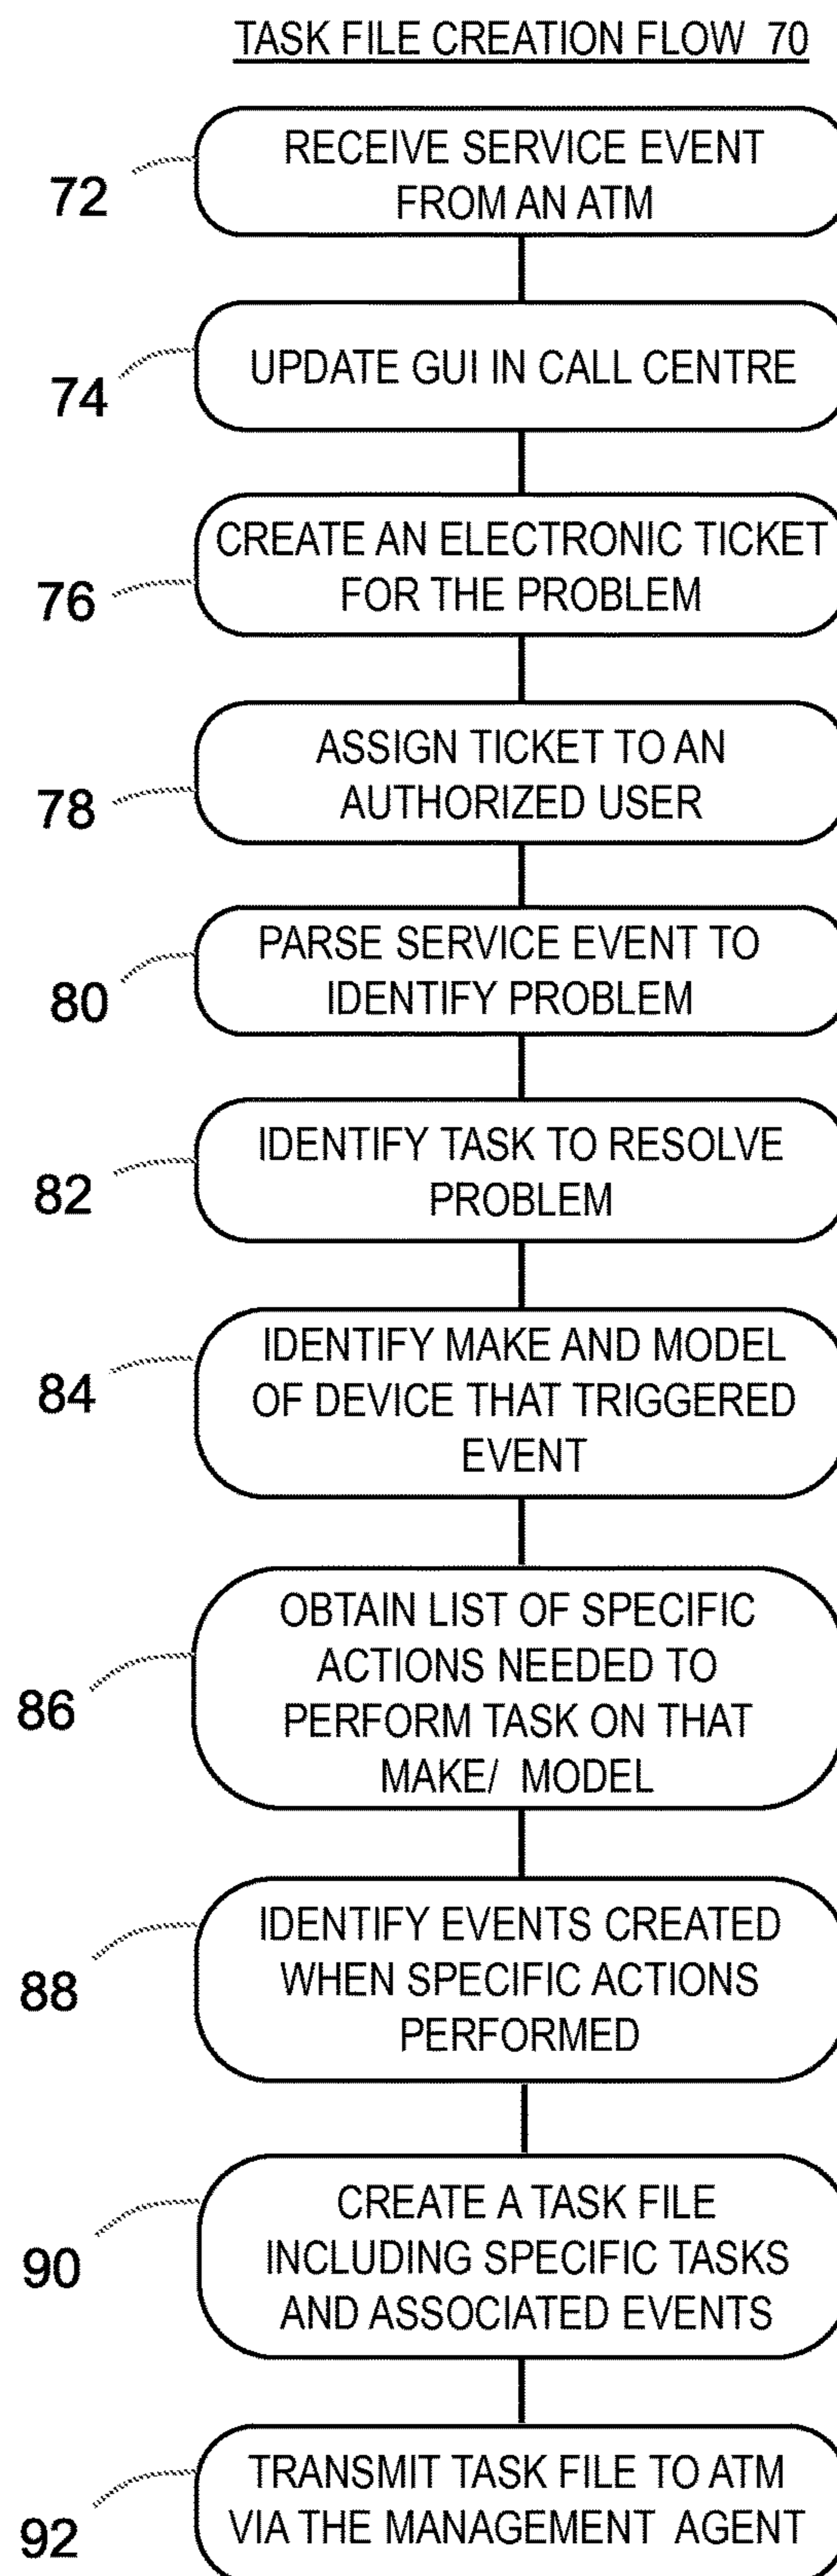 TASK FILE CREATION FLOW 70
72
RECEIVE SERVICE EVENT
FROM AN ATM
74
UPDATE GUI IN CALL CENTRE
76
CREATE AN ELECTRONIC TICKET
FOR THE PROBLEM
78
ASSIGN TICKET TO AN
AUTHORIZED USER
80
PARSE SERVICE EVENT TO
IDENTIFY PROBLEM
82
IDENTIFY TASK TO RESOLVE
PROBLEM
84
IDENTIFY MAKE AND MODEL
OF DEVICE THAT TRIGGERED
EVENT
86
OBTAIN LIST OF SPECIFIC
ACTIONS NEEDED TO
PERFORM TASK ON THAT
MAKE/ MODEL
88
IDENTIFY EVENTS CREATED
WHEN SPECIFIC ACTIONS
PERFORMED
90
CREATE A TASK FILE
INCLUDING SPECIFIC TASKS
AND ASSOCIATED EVENTS
92
TRANSMIT TASK FILE TO ATM
VIA THE MANAGEMENT AGENT